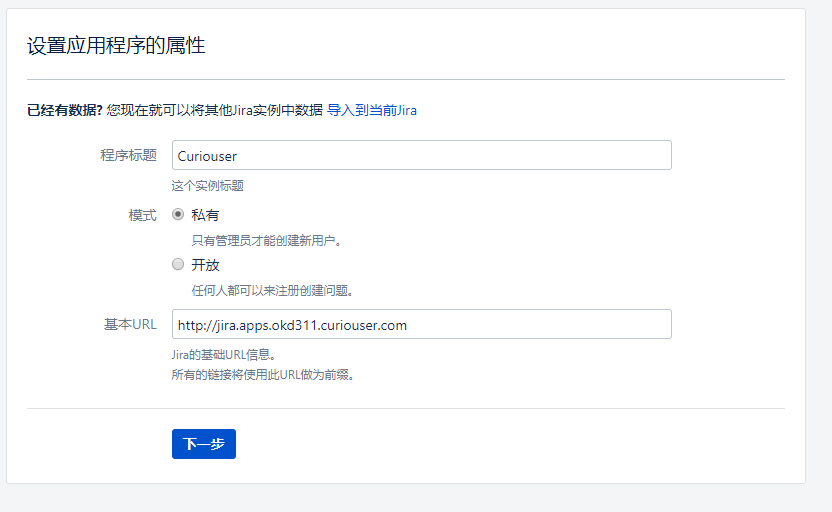 设置应用程序的属性
已经有数据? 您现在就可以将其他Jira实例中数据 导入到当前Jira
程序标题 Curiouser
这个实例标题
模式 私有
只有管理员才能创建新用户。
开放
任何人都可以来注册创建问题。
基本URL http://jira.apps.okd311.curiouser.com
Jira的基础URL信息。
所有的链接将使用此URL做为前缀。
下一步